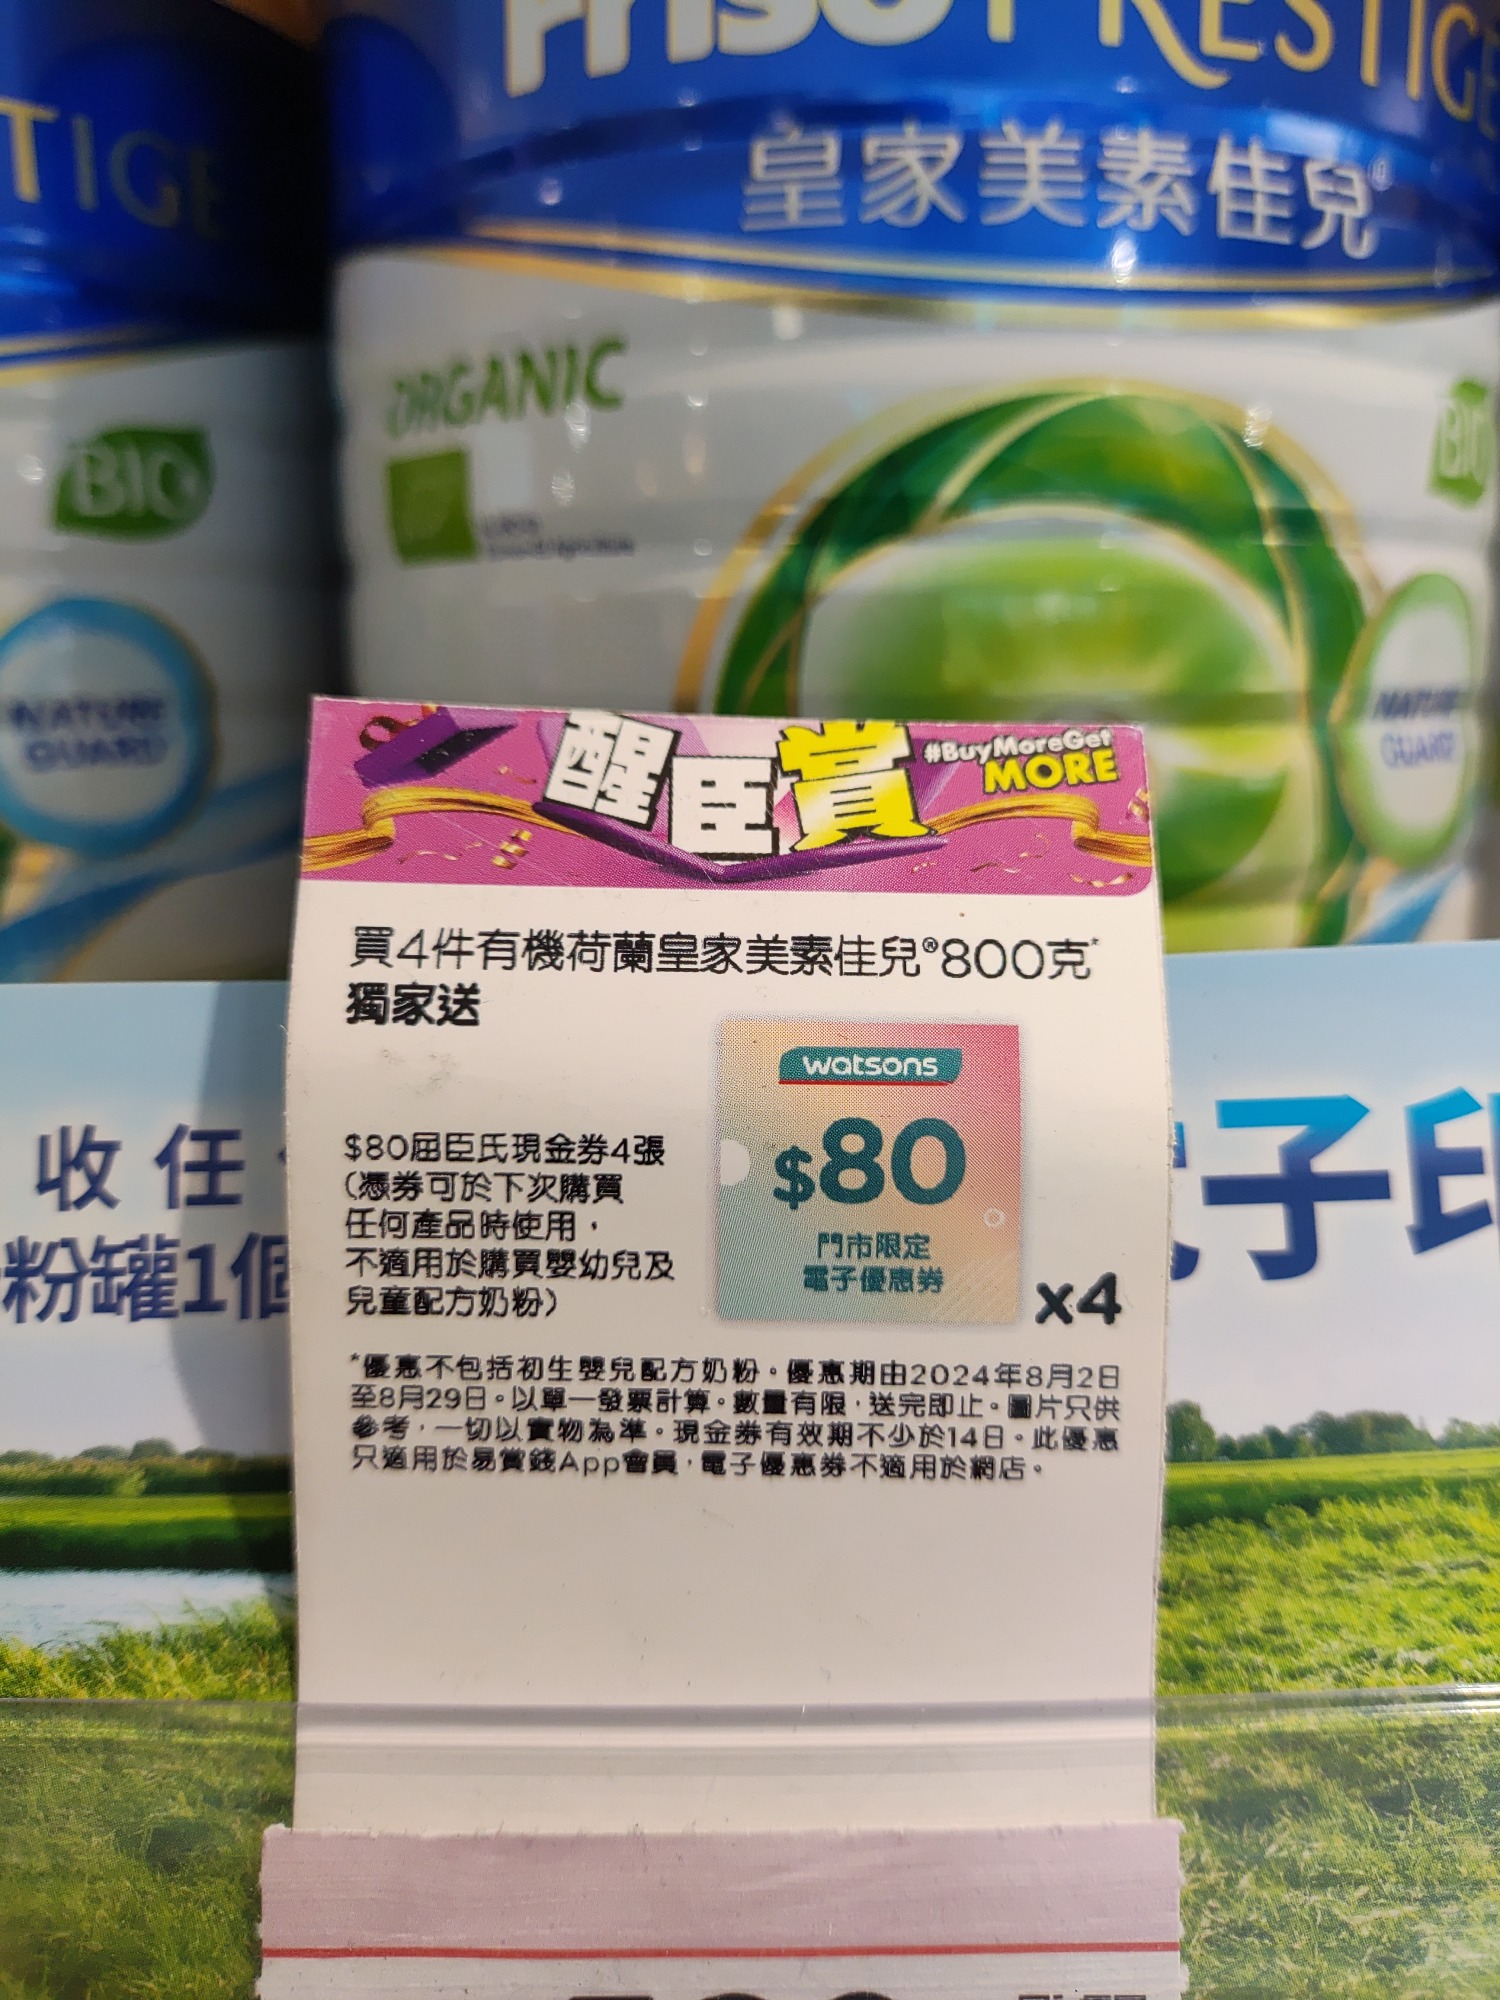 Friso PRESTIGE
TIGE
皇家美素佳兒
ORGANIC
BIO
BIO
NATURE
GUARD
NATURE
GUARD
醒臣賞
#BuyMoreGet
MORE
買4件有機荷蘭皇家美素佳兒®800克*
獨家送
watsons
$80
門市限定
電子優惠券
x4
$80屈臣氏現金券4張
(憑券可於下次購買
任何產品時使用，
不適用於購買嬰幼兒及
兒童配方奶粉)
*優惠不包括初生嬰兒配方奶粉。優惠期由2024年8月2日
至8月29日。以單一發票計算。數量有限，送完即止。圖片只供
參考，一切以實物為準。現金券有效期不少於14日。此優惠
只適用於易賞錢App會員，電子優惠券不適用於網店。
收任
粉罐1個
子印